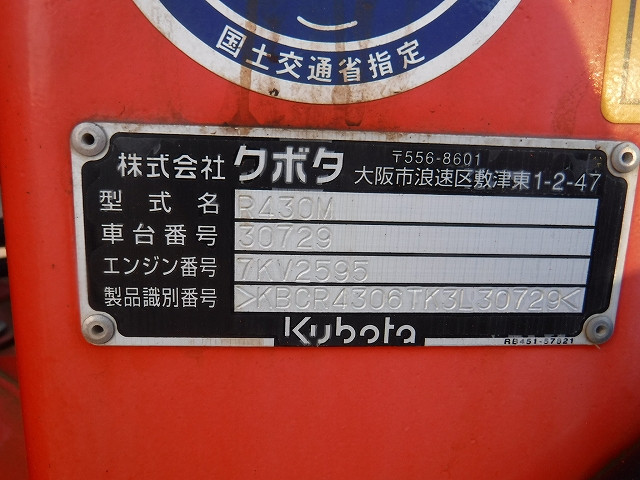 国土交通省指定
株式会社 クボタ 〒556-8601
大阪市浪速区敷津東1-2-47
型式名 R430M
車台番号 30729
エンジン番号 7KV2595
製品識別番号 >KBCR4306TK3L30729<
Kubota
RB451-57821